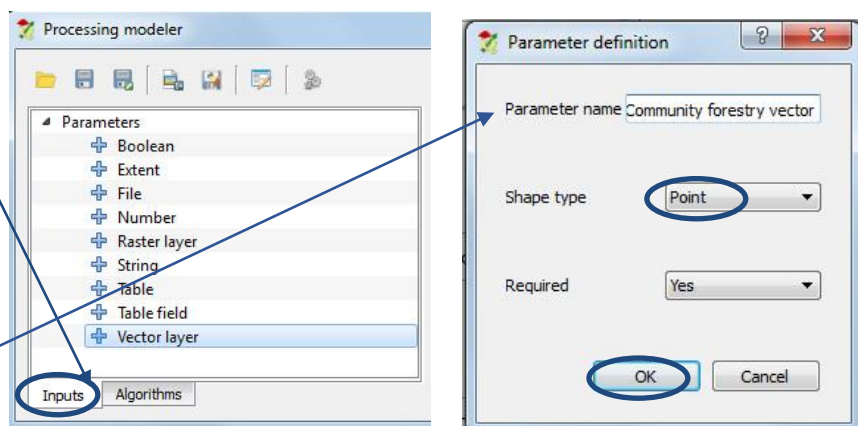 Processing modeler
Parameters
Boolean
Extent
File
Number
Raster layer
String
Table
Table field
Vector layer
Inputs
Algorithms
Parameter definition
Parameter name Community forestry vector
Shape type Point
Required Yes
OK Cancel